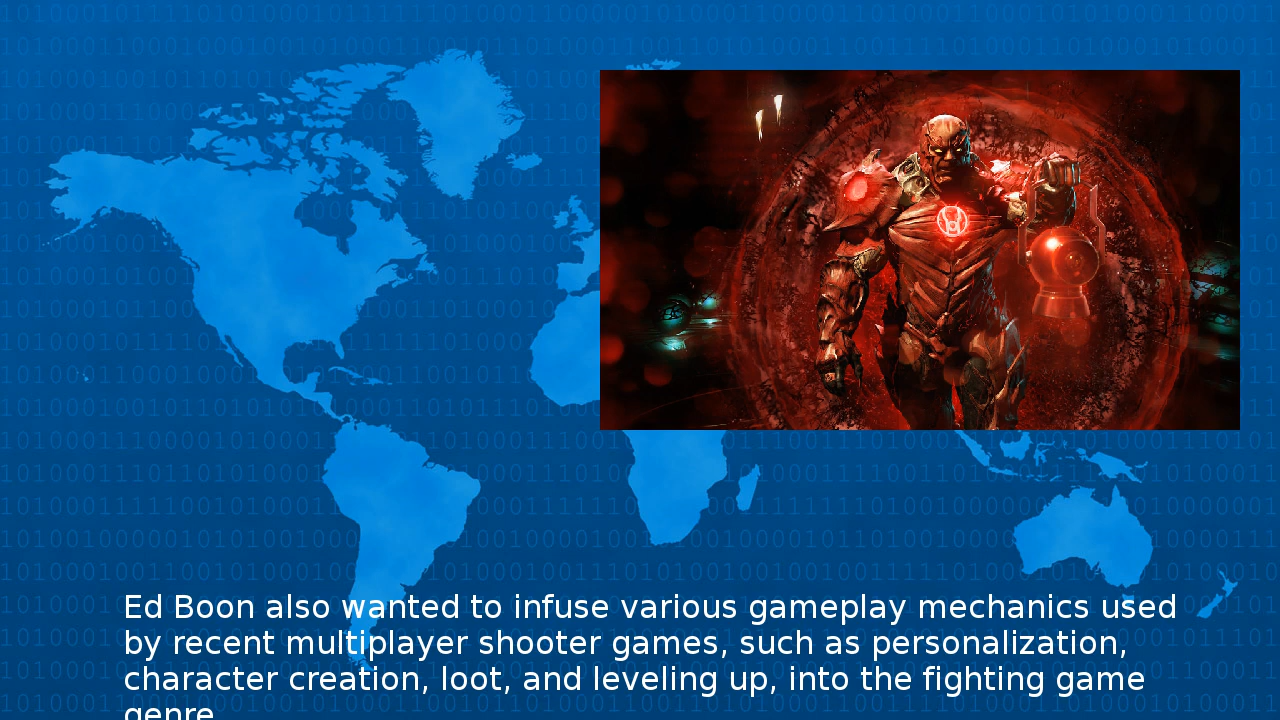 Ed Boon also wanted to infuse various gameplay mechanics used
by recent multiplayer shooter games, such as personalization,
character creation, loot, and leveling up, into the fighting game
genre